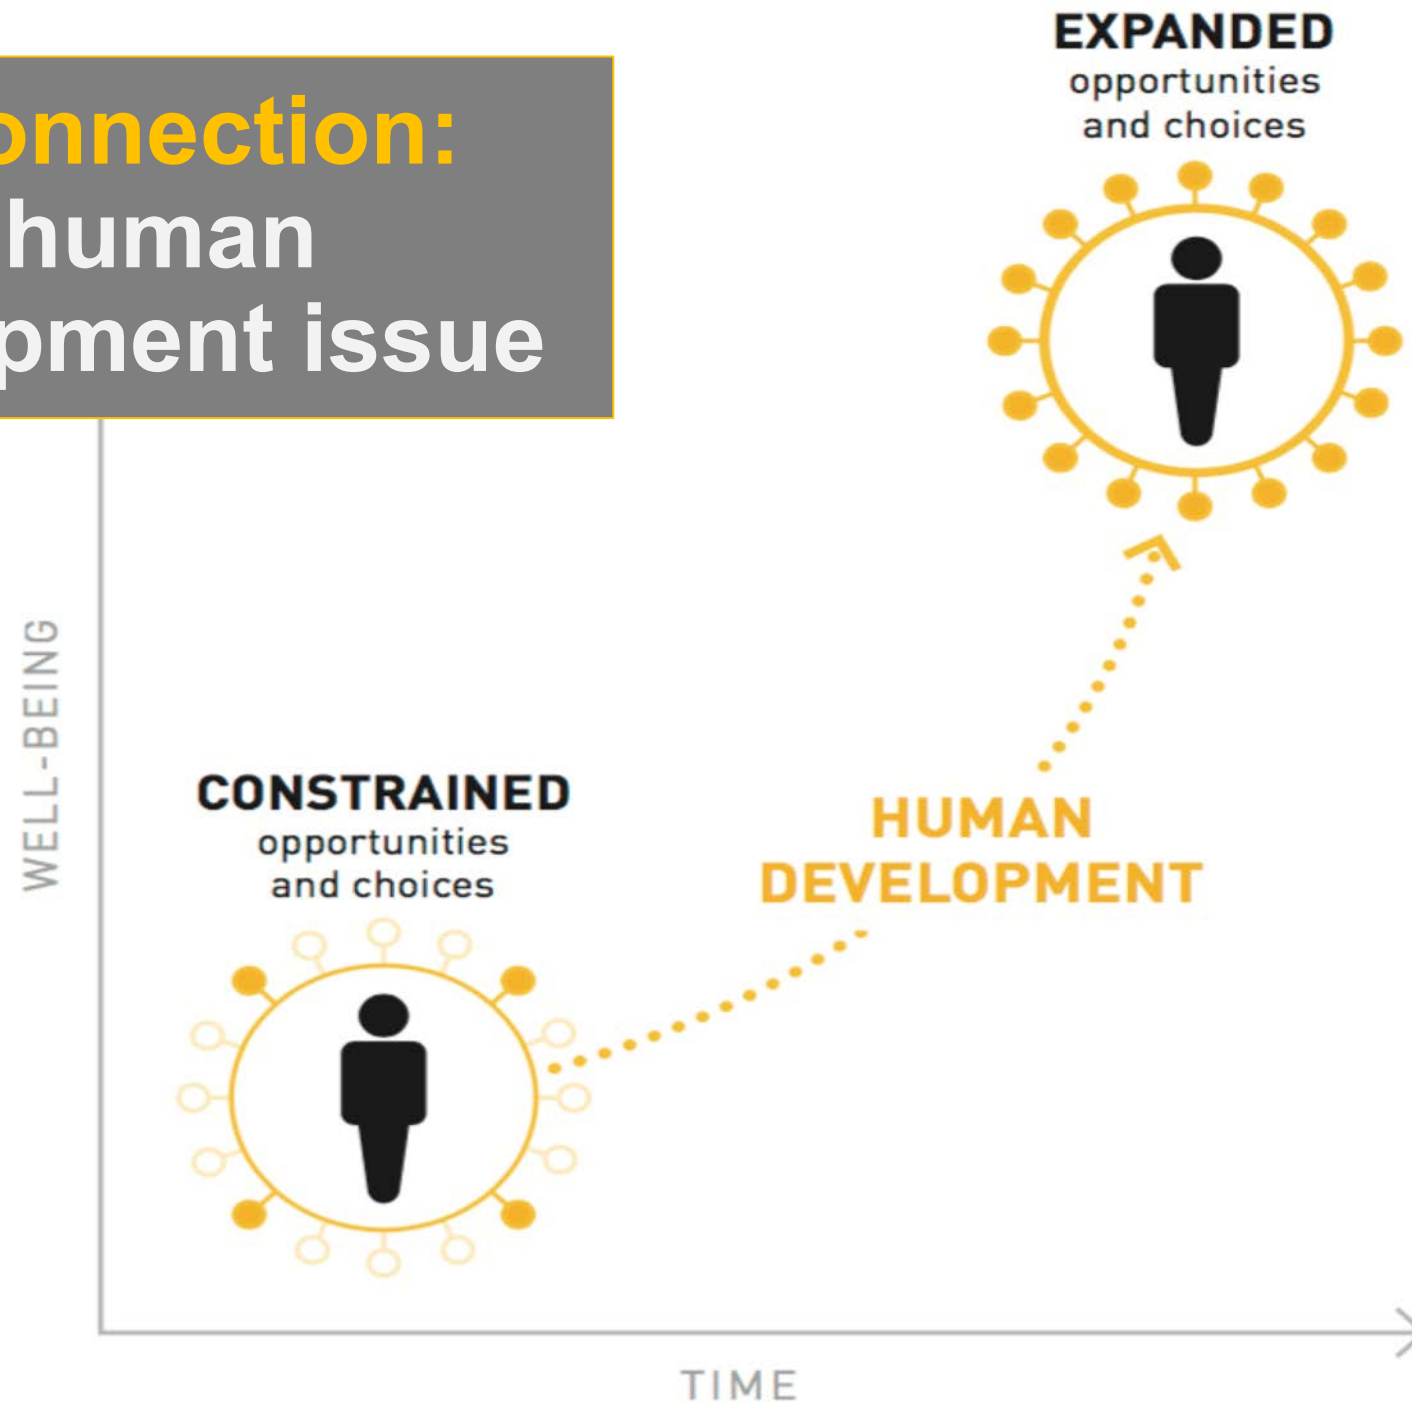 onnection:
human
pment issue
EXPANDED
opportunities
and choices
WELL-BEING
CONSTRAINED
opportunities
and choices
HUMAN
DEVELOPMENT
TIME